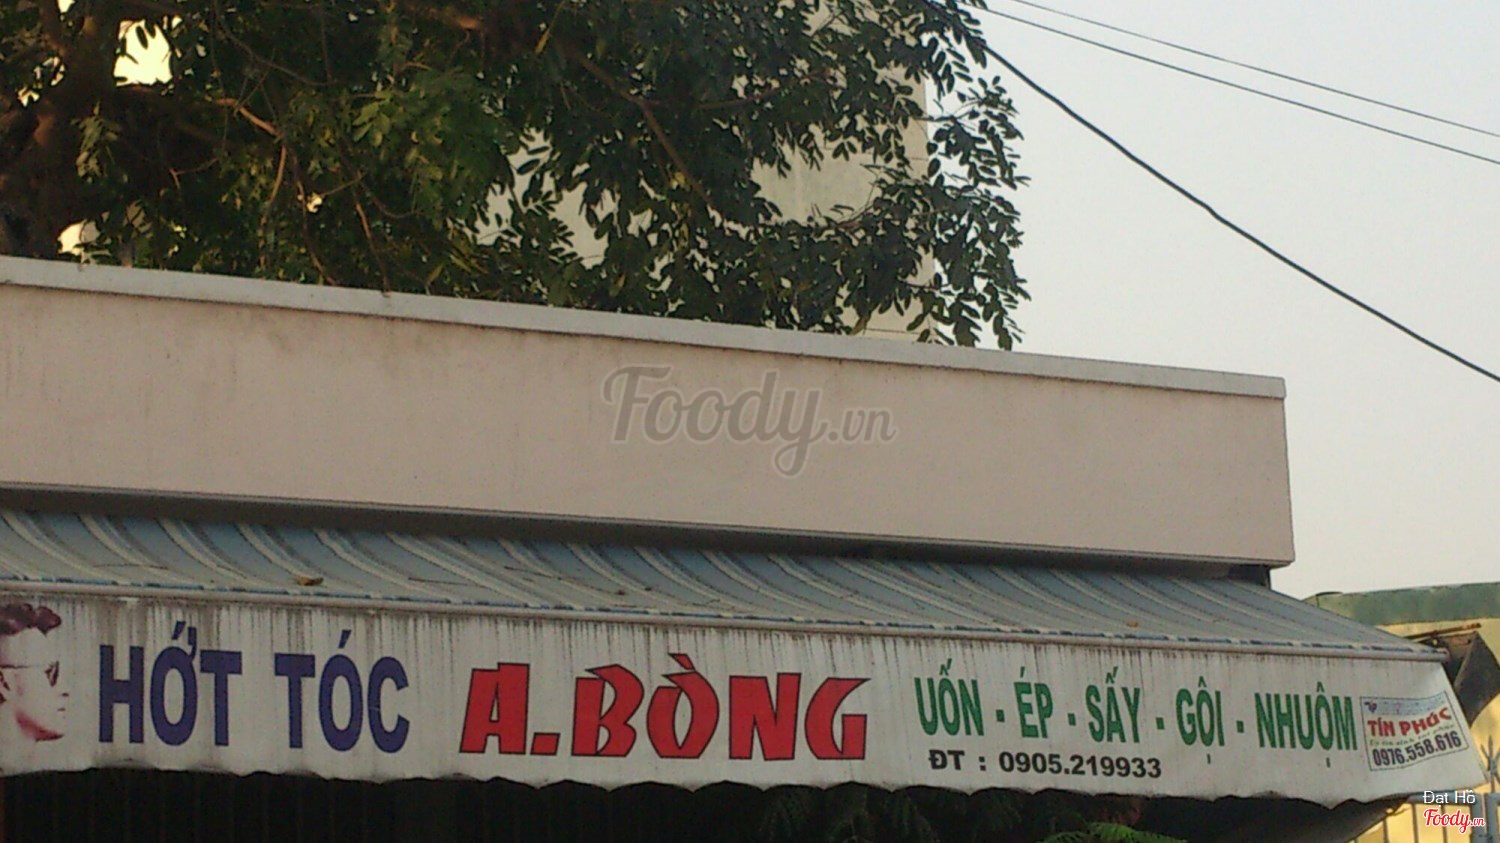 Foody.vn
HỚT TÓC A.BÒNG UỐN - ÉP - SẤY - GỘI - NHUỘM
ĐT : 0905.219933
TÍN PHÚC
0976.558.616
Đạt Hồ
Foody.vn